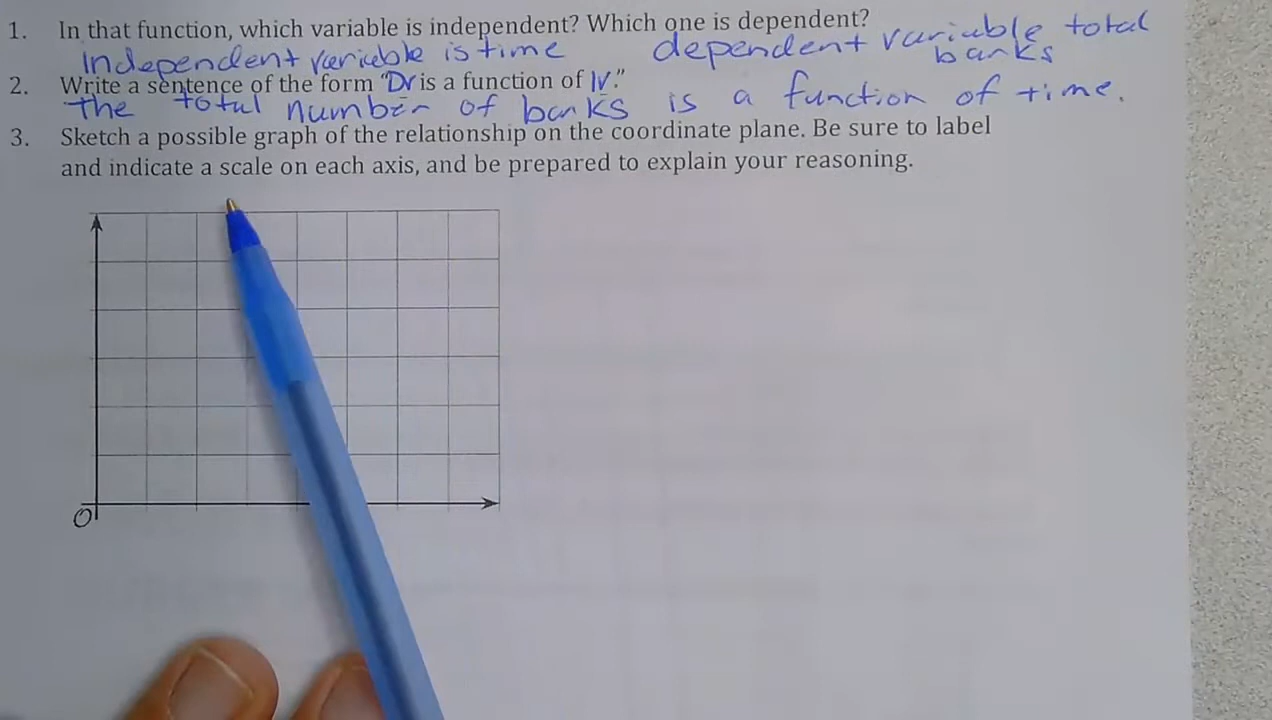 1. In that function, which variable is independent? Which one is dependent?
Independent variable is time dependent variable total banks
2. Write a sentence of the form "DV is a function of IV."
The total number of banks is a function of time.
3. Sketch a possible graph of the relationship on the coordinate plane. Be sure to label
and indicate a scale on each axis, and be prepared to explain your reasoning.
O